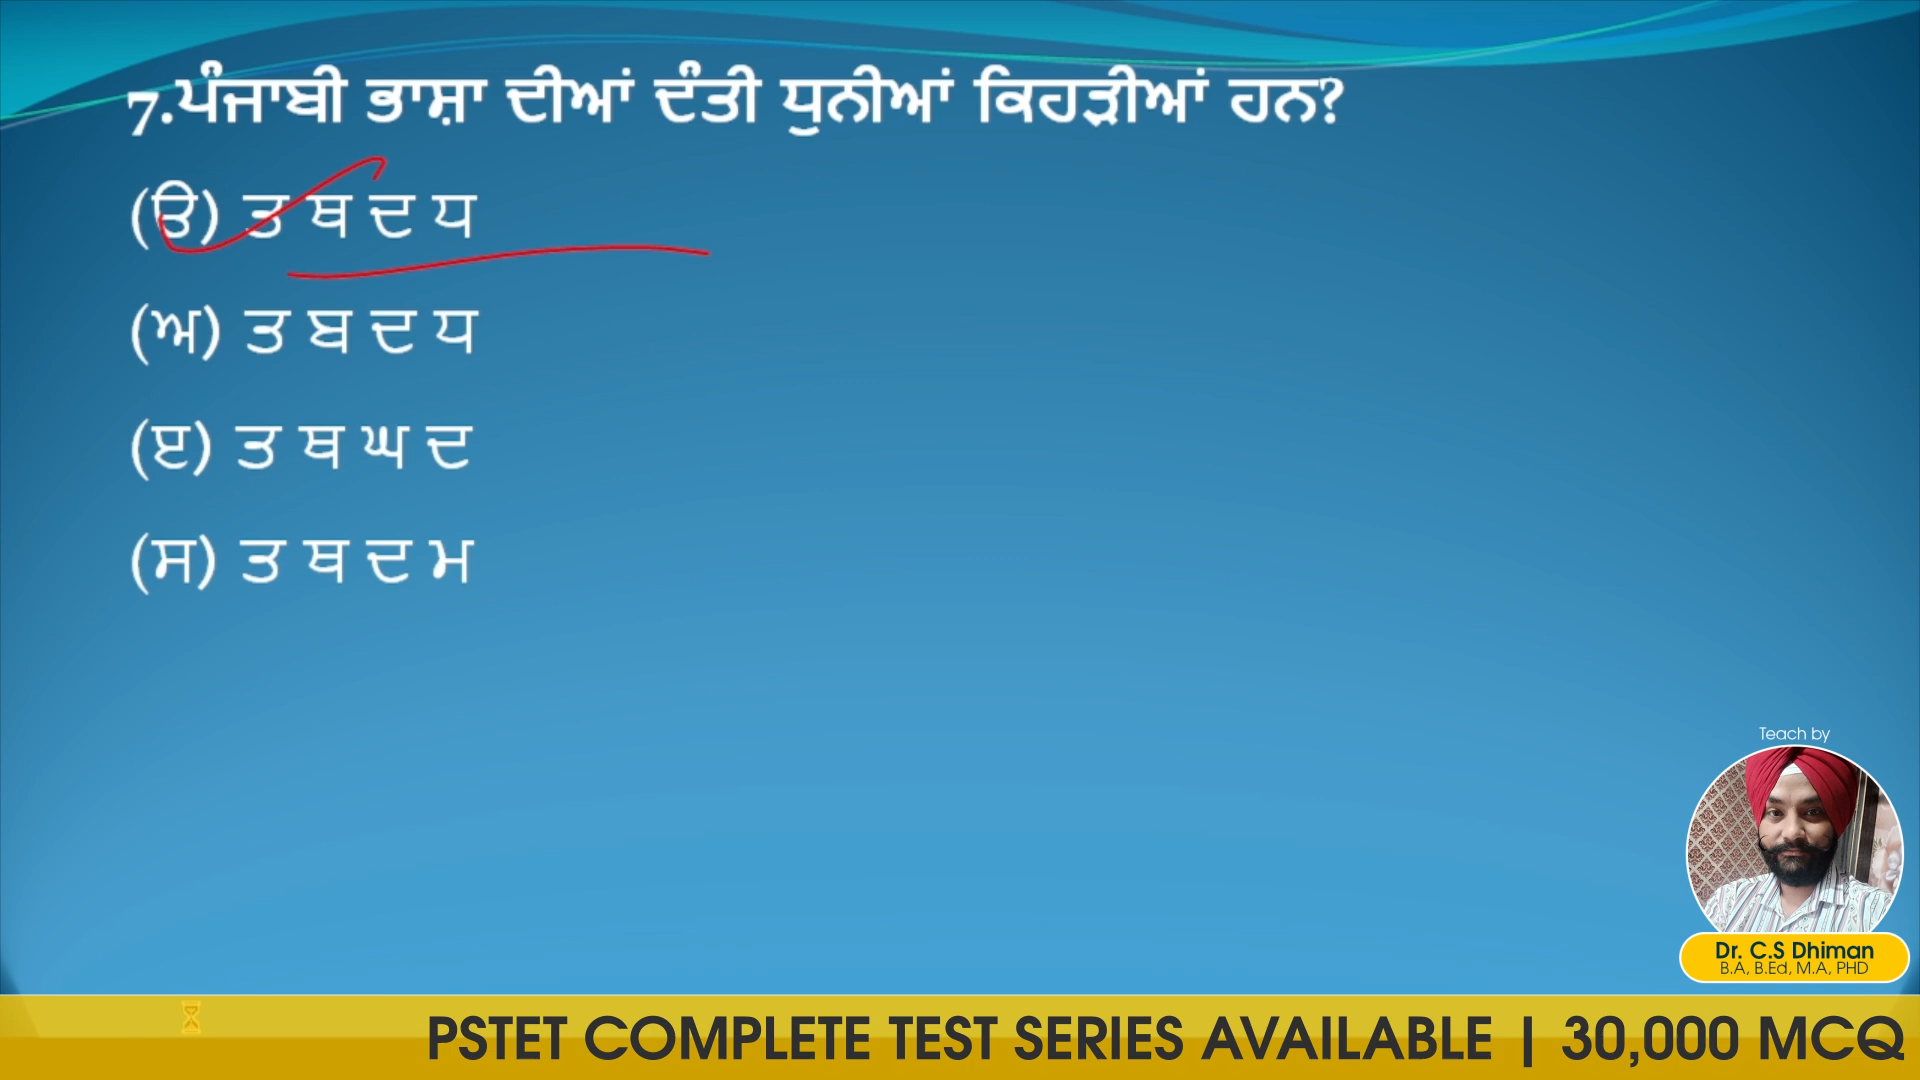 7.ਪੰਜਾਬੀ ਭਾਸ਼ਾ ਦੀਆਂ ਦੰਤੀ ਧੁਨੀਆਂ ਕਿਹੜੀਆਂ ਹਨ?
(ੳ) ਤ ਥ ਦ ਧ
(ਅ) ਤ ਬ ਦ ਧ
(ੲ) ਤ ਥ ਘ ਦ
(ਸ) ਤ ਥ ਦ ਮ
Teach by
Dr. C.S Dhiman
B.A, B.Ed, M.A, PHD
PSTET COMPLETE TEST SERIES AVAILABLE | 30,000 MCQ